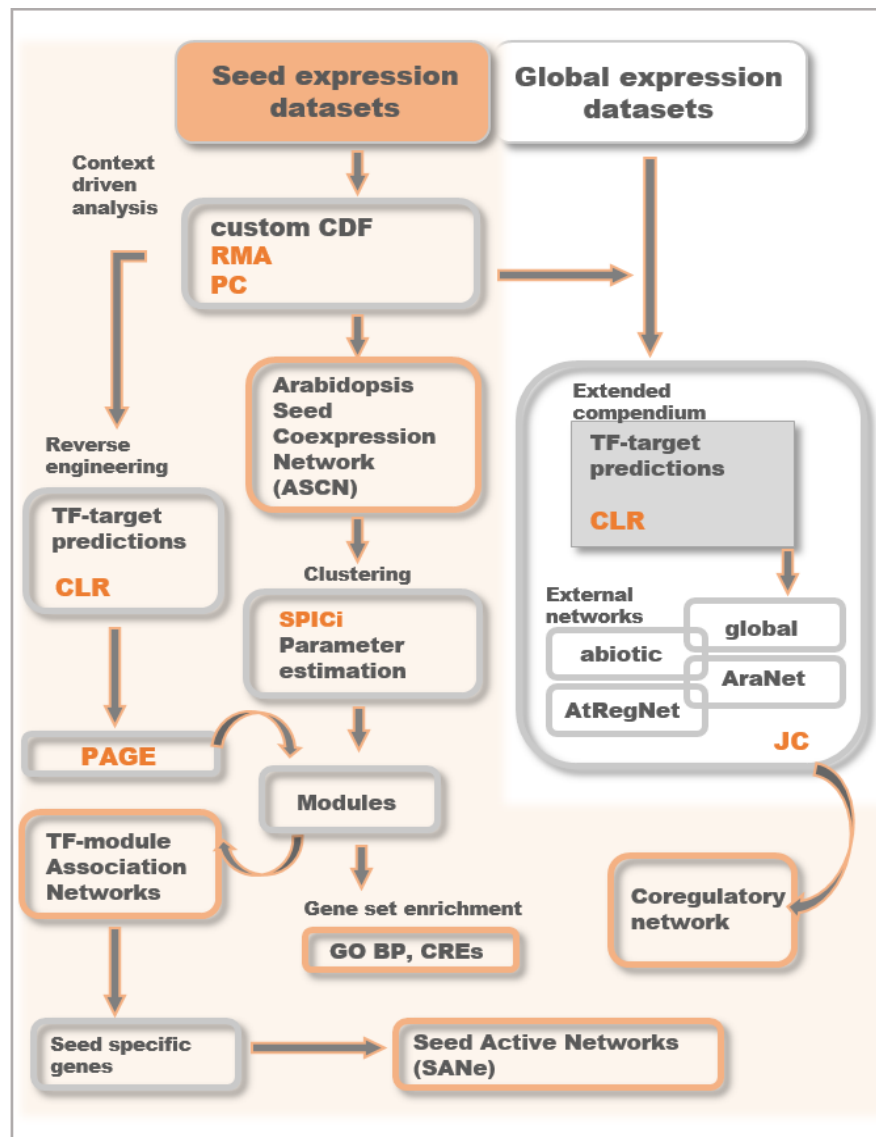 Seed expression
datasets
Global expression
datasets
Context
driven
analysis
custom CDF
RMA
PC
Arabidopsis
Seed
Coexpression
Network
(ASCN)
Extended
compendium
TF-target
predictions
CLR
Reverse
engineering
TF-target
predictions
CLR
Clustering
SPICi
Parameter
estimation
External
networks
global
abiotic
AraNet
AtRegNet
JC
PAGE
Modules
TF-module
Association
Networks
Gene set enrichment
GO BP, CREs
Coregulatory
network
Seed specific
genes
Seed Active Networks
(SANe)